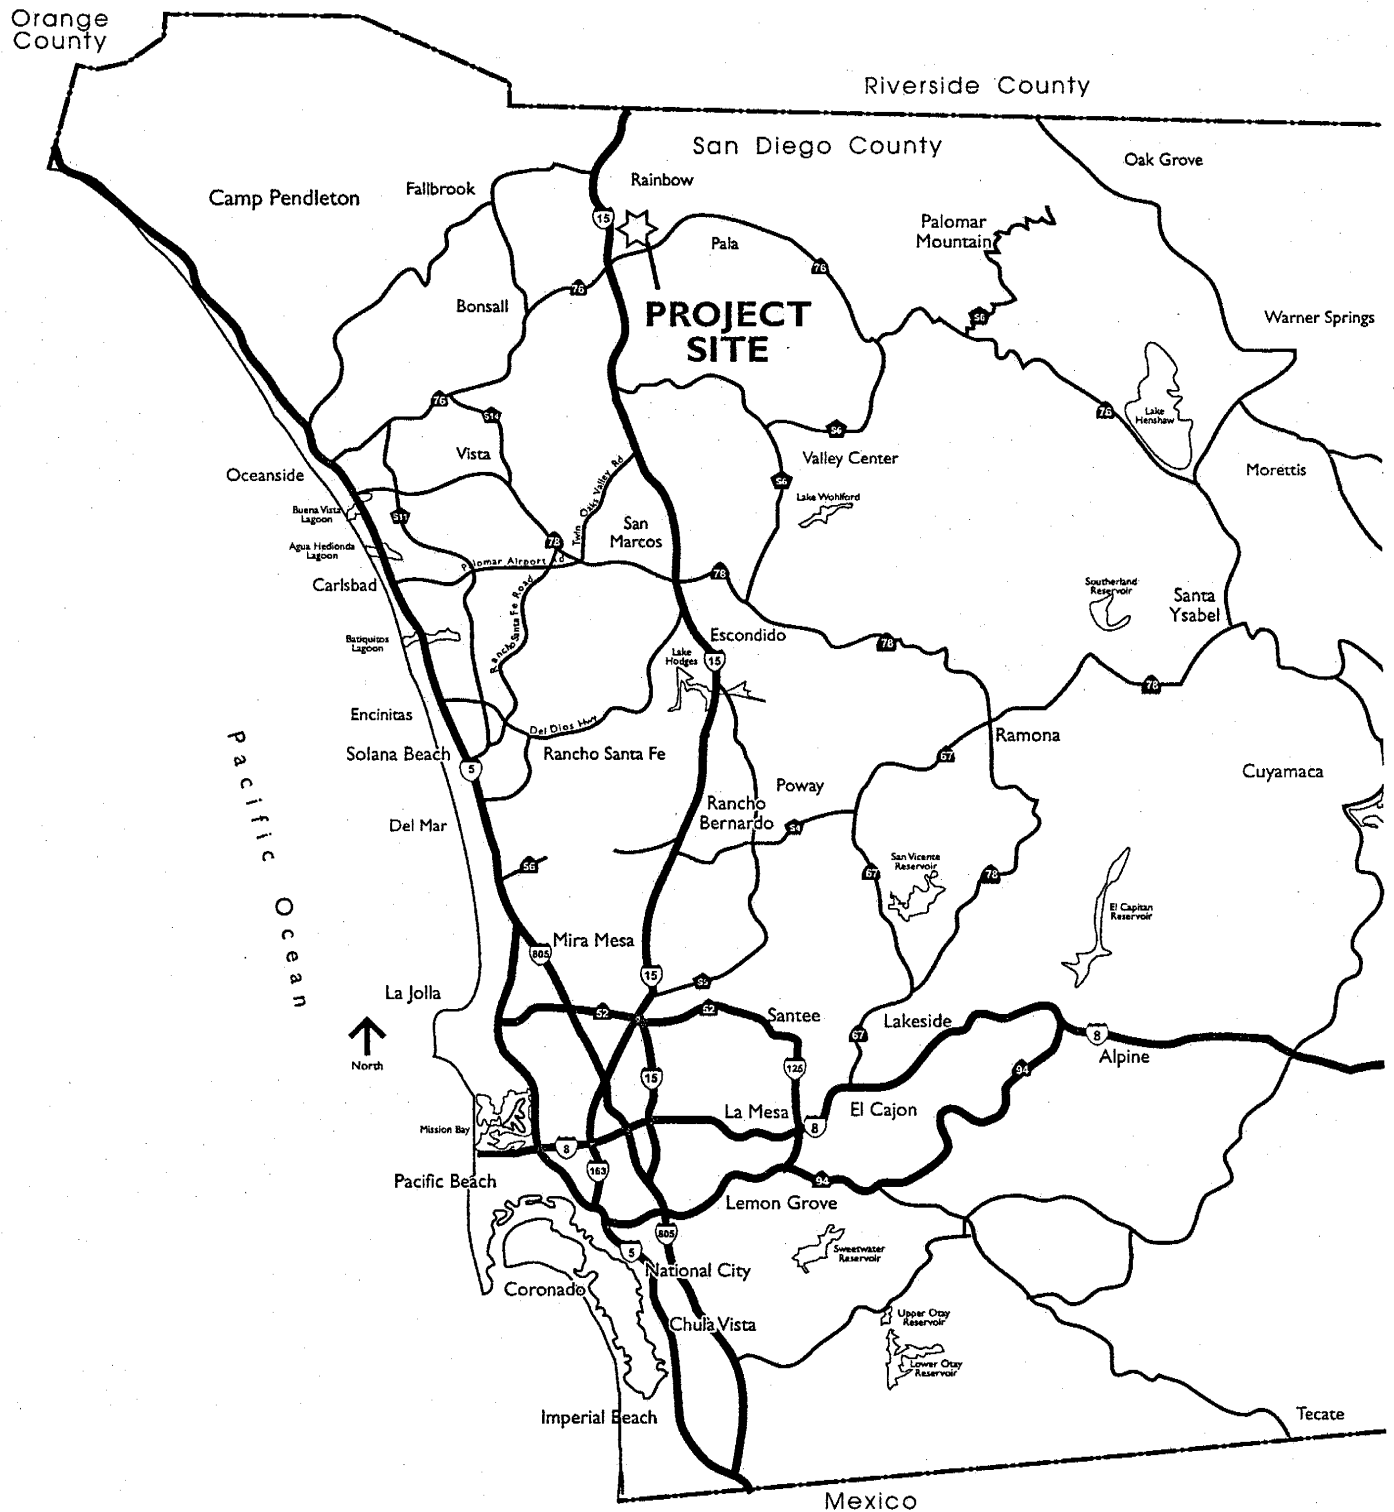 Orange
County
Riverside County
San Diego County
Oak Grove
Rainbow
Fallbrook
Camp Pendleton
15
Palomar
Mountain
Pala
76
76
Bonsall
PROJECT
SITE
S6
Warner Springs
76
S14
76
Lake
Henshaw
S6
Vista
Valley Center
Morettis
Oceanside
S6
Twin Oaks Valley Rd
Lake Wohlford
Buena Vista
Lagoon
S11
San
Marcos
Agua Hedionda
Lagoon
78
Palomar Airport Rd
78
Carlsbad
Rancho Santa Fe Road
Southerland
Reservoir
Santa
Ysabel
Batiquitos
Lagoon
Escondido
78
Lake
Hodges
15
78
Encinitas
Del Dios Hwy
Ramona
Solana Beach
Rancho Santa Fe
67
5
Cuyamaca
Poway
Rancho
Bernardo
Del Mar
S4
56
San Vicente
Reservoir
67
78
Pacific Ocean
El Capitan
Reservoir
Mira Mesa
805
15
S5
La Jolla
52
52
Santee
Lakeside
67
8
Alpine
North
15
125
94
La Mesa
El Cajon
8
Mission Bay
8
163
Pacific Beach
94
Lemon Grove
805
5
Sweetwater
Reservoir
National City
Coronado
Upper Otay
Reservoir
Chula Vista
Lower Otay
Reservoir
Imperial Beach
Tecate
Mexico